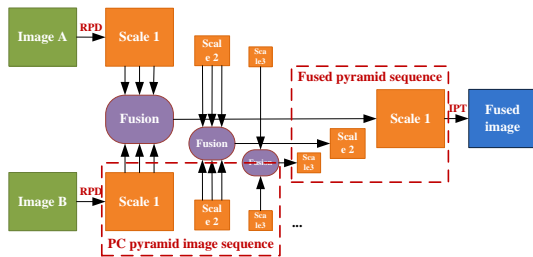 Image A
RPD
Scale 1
Scal
e 2
Sca
le3
Fused pyramid sequence
Fusion
Scale 1
IPT
Fused
image
Fusion
Scal
e 2
Fusion
Sca
le3
Image B
RPD
Scale 1
Scal
e 2
Sca
le3
...
PC pyramid image sequence